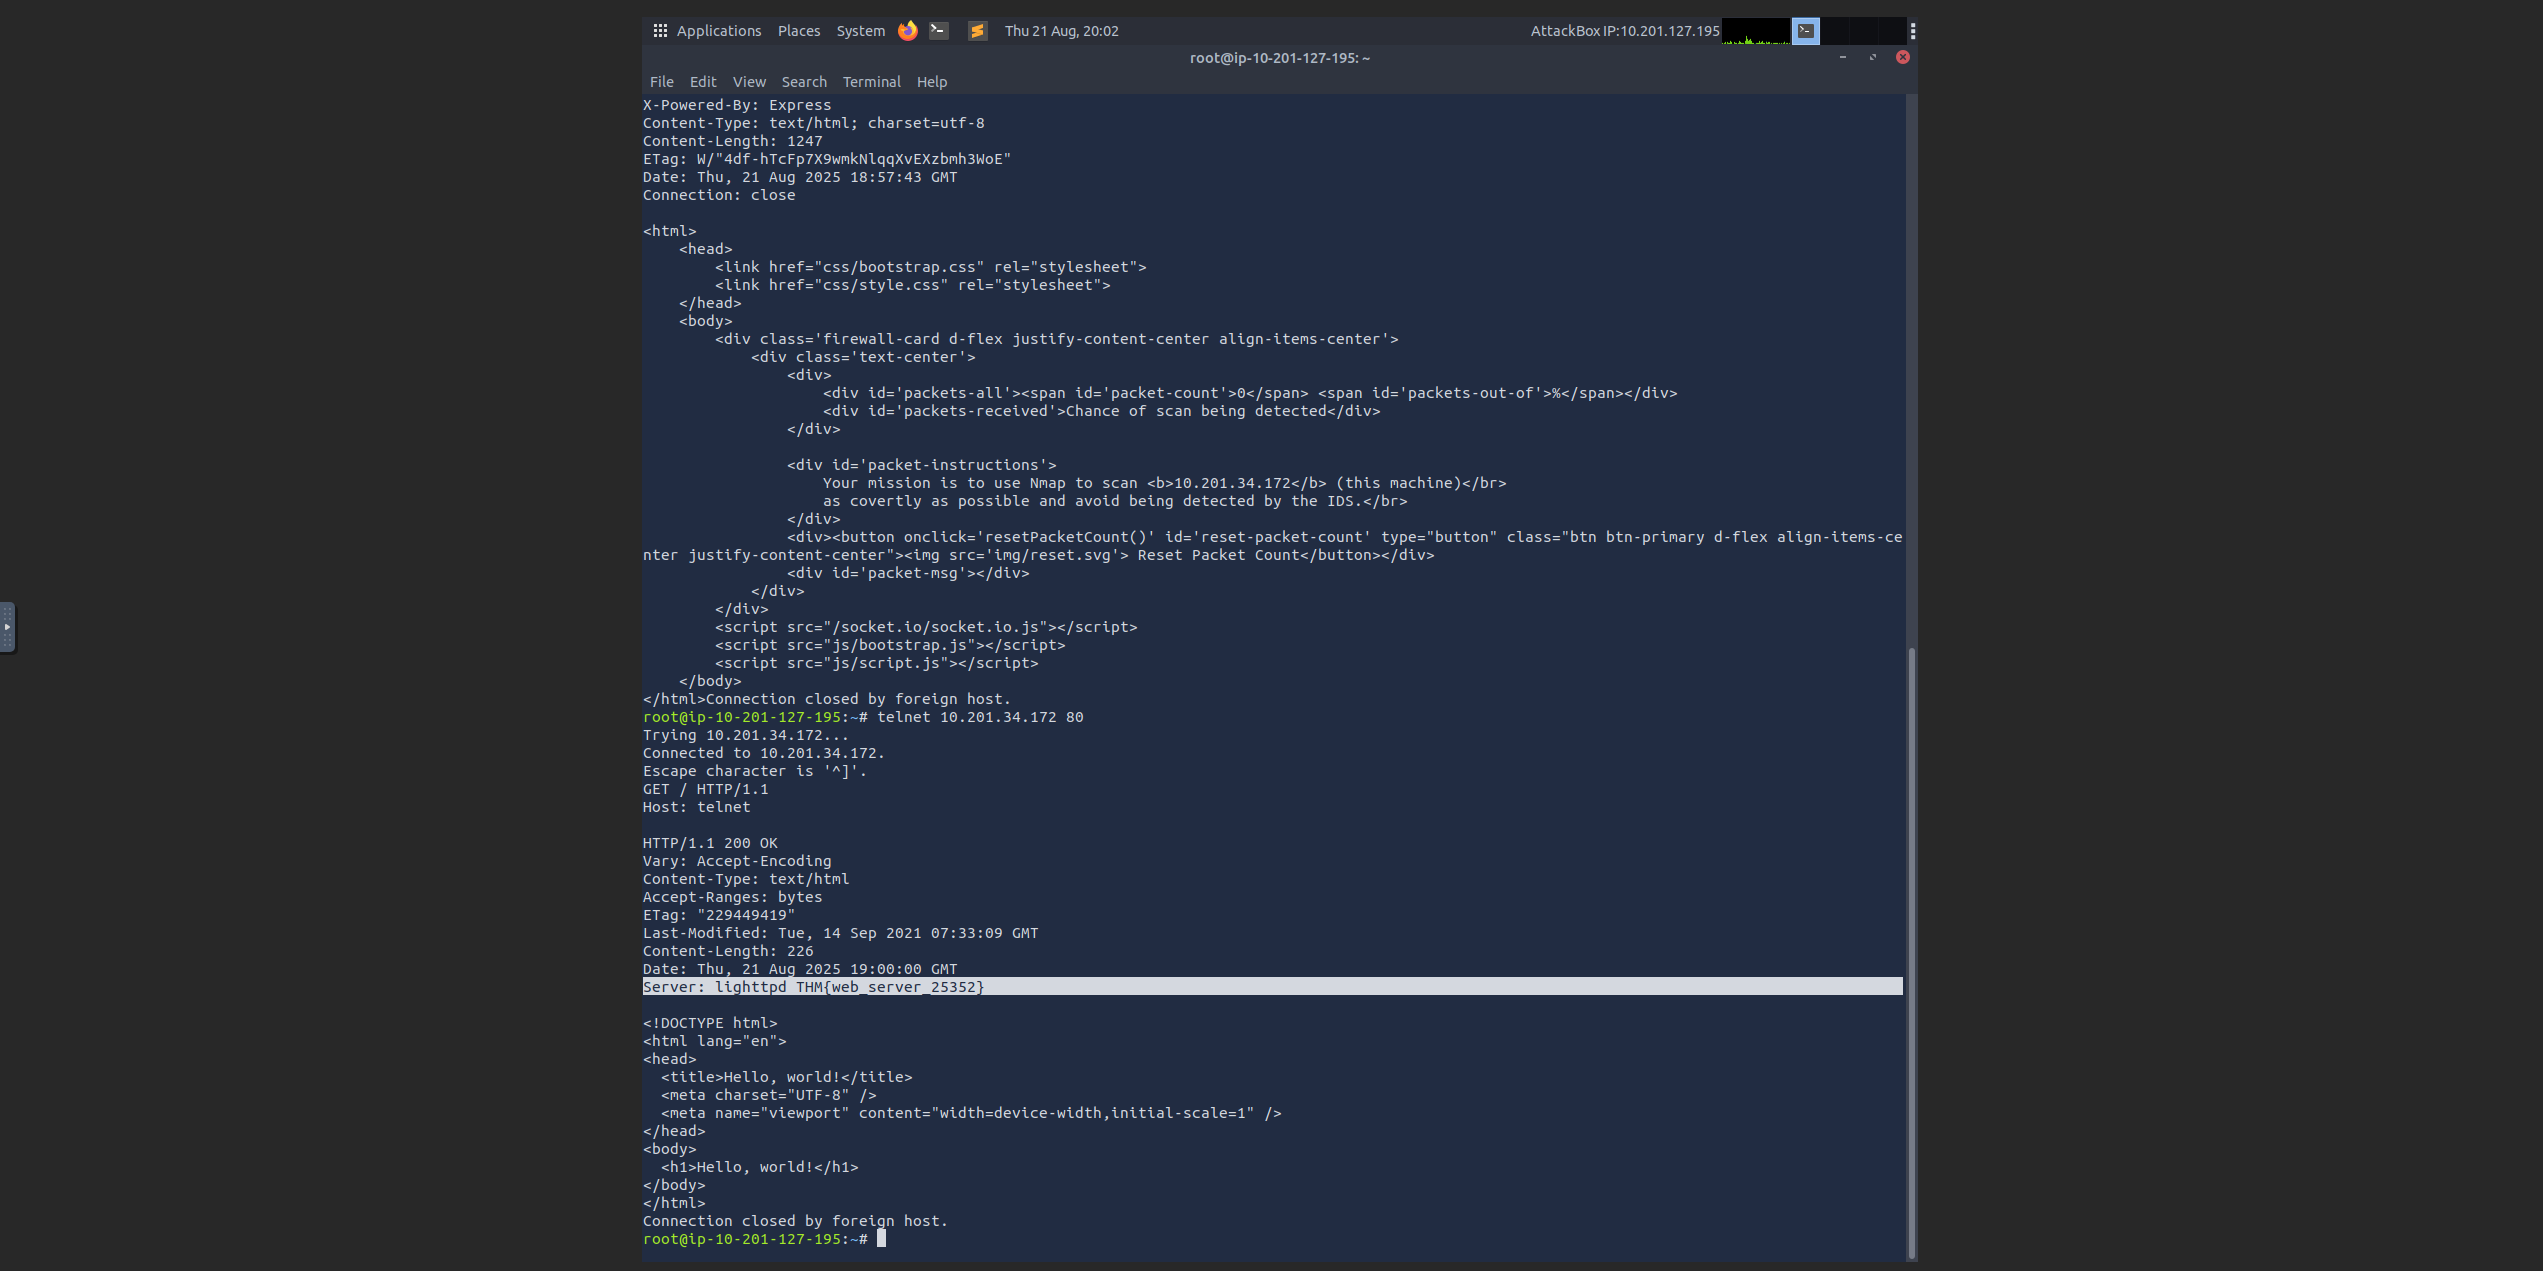 Applications Places System Thu 21 Aug, 20:02 AttackBox IP:10.201.127.195
root@ip-10-201-127-195: ~
File Edit View Search Terminal Help
X-Powered-By: Express
Content-Type: text/html; charset=utf-8
Content-Length: 1247
ETag: W/"4df-hTcFp7X9wmkNlqqXvEXzbmh3WoE"
Date: Thu, 21 Aug 2025 18:57:43 GMT
Connection: close
<html>
    <head>
        <link href="css/bootstrap.css" rel="stylesheet">
        <link href="css/style.css" rel="stylesheet">
    </head>
    <body>
        <div class='firewall-card d-flex justify-content-center align-items-center'>
            <div class='text-center'>
                <div>
                    <div id='packets-all'><span id='packet-count'>0</span> <span id='packets-out-of'>%</span></div>
                    <div id='packets-received'>Chance of scan being detected</div>
                </div>
                <div id='packet-instructions'>
                    Your mission is to use Nmap to scan <b>10.201.34.172</b> (this machine)</br>
                    as covertly as possible and avoid being detected by the IDS.</br>
                </div>
                <div><button onclick='resetPacketCount()' id='reset-packet-count' type="button" class="btn btn-primary d-flex align-items-ce
nter justify-content-center"><img src='img/reset.svg'> Reset Packet Count</button></div>
                <div id='packet-msg'></div>
            </div>
        </div>
        <script src="/socket.io/socket.io.js"></script>
        <script src="js/bootstrap.js"></script>
        <script src="js/script.js"></script>
    </body>
</html>Connection closed by foreign host.
root@ip-10-201-127-195:~# telnet 10.201.34.172 80
Trying 10.201.34.172...
Connected to 10.201.34.172.
Escape character is '^]'.
GET / HTTP/1.1
Host: telnet
HTTP/1.1 200 OK
Vary: Accept-Encoding
Content-Type: text/html
Accept-Ranges: bytes
ETag: "229449419"
Last-Modified: Tue, 14 Sep 2021 07:33:09 GMT
Content-Length: 226
Date: Thu, 21 Aug 2025 19:00:00 GMT
Server: lighttpd THM{web_server_25352}
<!DOCTYPE html>
<html lang="en">
<head>
  <title>Hello, world!</title>
  <meta charset="UTF-8" />
  <meta name="viewport" content="width=device-width,initial-scale=1" />
</head>
<body>
  <h1>Hello, world!</h1>
</body>
</html>
Connection closed by foreign host.
root@ip-10-201-127-195:~#